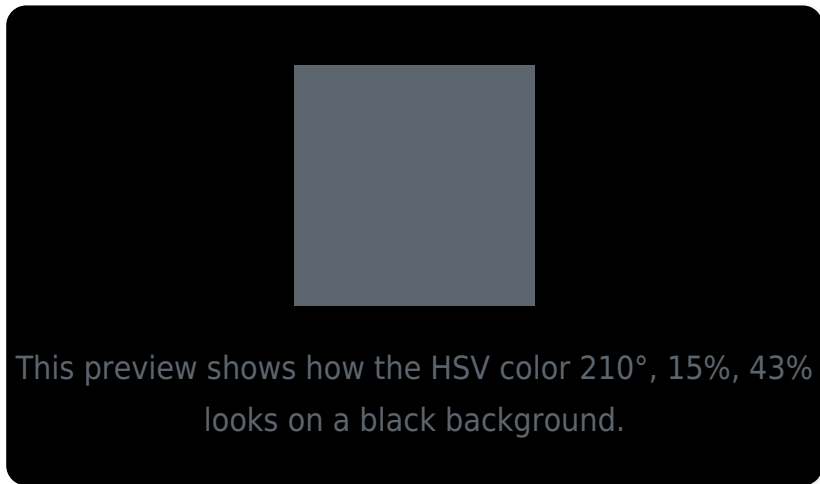 This preview shows how the HSV color 210°, 15%, 43%
looks on a black background.